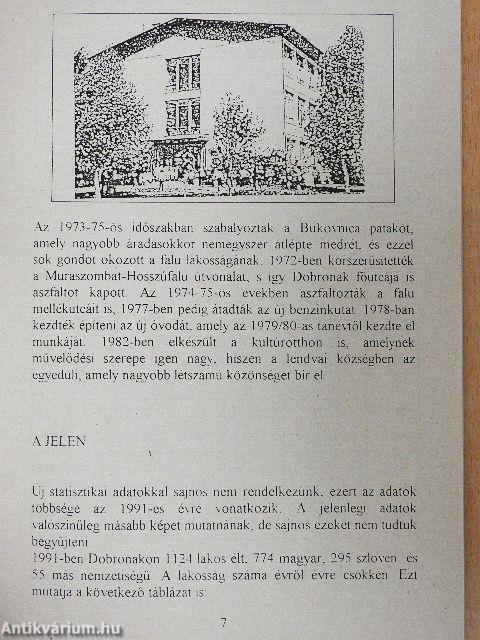 Az 1973-75-ös időszakban szabályozták a Bukovnica patakot,
amely nagyobb áradásokkor nemegyszer átlépte medrét, és ezzel
sok gondot okozott a falu lakosságának. 1972-ben korszerűsítették
a Muraszombat-Hosszúfalu útvonalat, s így Dobronak főutcája is
aszfaltot kapott. Az 1974-75-ös években aszfaltozták a falu
mellékutcáit is, 1977-ben pedig átadták az új benzinkutat. 1978-ban
kezdték építeni az új óvodát, amely az 1979/80-as tanévtől kezdte el
munkáját. 1982-ben elkészült a kultúrotthon is, amelynek
művelődési szerepe igen nagy, hiszen a lendvai községben az
egyedüli, amely nagyobb létszámú közönséget bír el.
A JELEN
Új statisztikai adatokkal sajnos nem rendelkezünk, ezért az adatok
többsége az 1991-es évre vonatkozik. A jelenlegi adatok
valószínűleg másabb képet mutatnának, de sajnos ezeket nem tudtuk
begyűjteni.
1991-ben Dobronakon 1124 lakos élt, 774 magyar, 295 szlovén és
55 más nemzetiségű. A lakosság száma évről évre csökken. Ezt
mutatja a következő táblázat is:
7
Antikvárium.hu